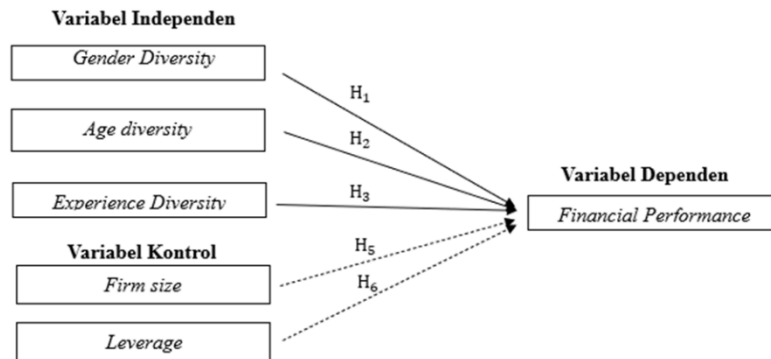 Variabel Independen
Gender Diversity
H₁
Age diversity
H₂
Experience Diversity
H₃
Variabel Dependen
Financial Performance
Variabel Kontrol
H₅
Firm size
H₆
Leverage